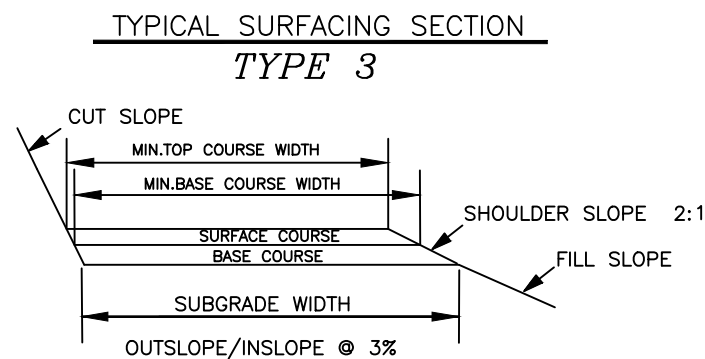 TYPICAL SURFACING SECTION
TYPE 3
CUT SLOPE
MIN.TOP COURSE WIDTH
MIN.BASE COURSE WIDTH
SHOULDER SLOPE 2:1
SURFACE COURSE
BASE COURSE
FILL SLOPE
SUBGRADE WIDTH
OUTSLOPE/INSLOPE @ 3%